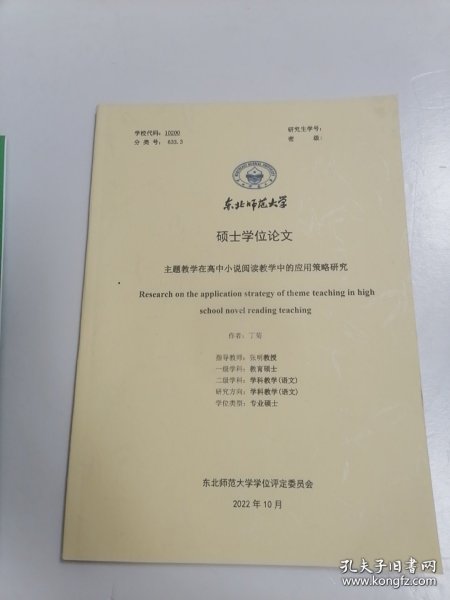 学校代码：10200
研究生学号：
分 类 号： 633.3
密 级：
NORTHEAST NORMAL UNIVERSITY
东北师范大学
硕士学位论文
主题教学在高中小说阅读教学中的应用策略研究
Research on the application strategy of theme teaching in high
school novel reading teaching
作者：丁菊
指导教师：张明教授
一级学科：教育硕士
二级学科：学科教学(语文)
研究方向：学科教学(语文)
学位类型：专业硕士
东北师范大学学位评定委员会
2022 年 10 月
孔夫子旧书网
www.kongfz.com